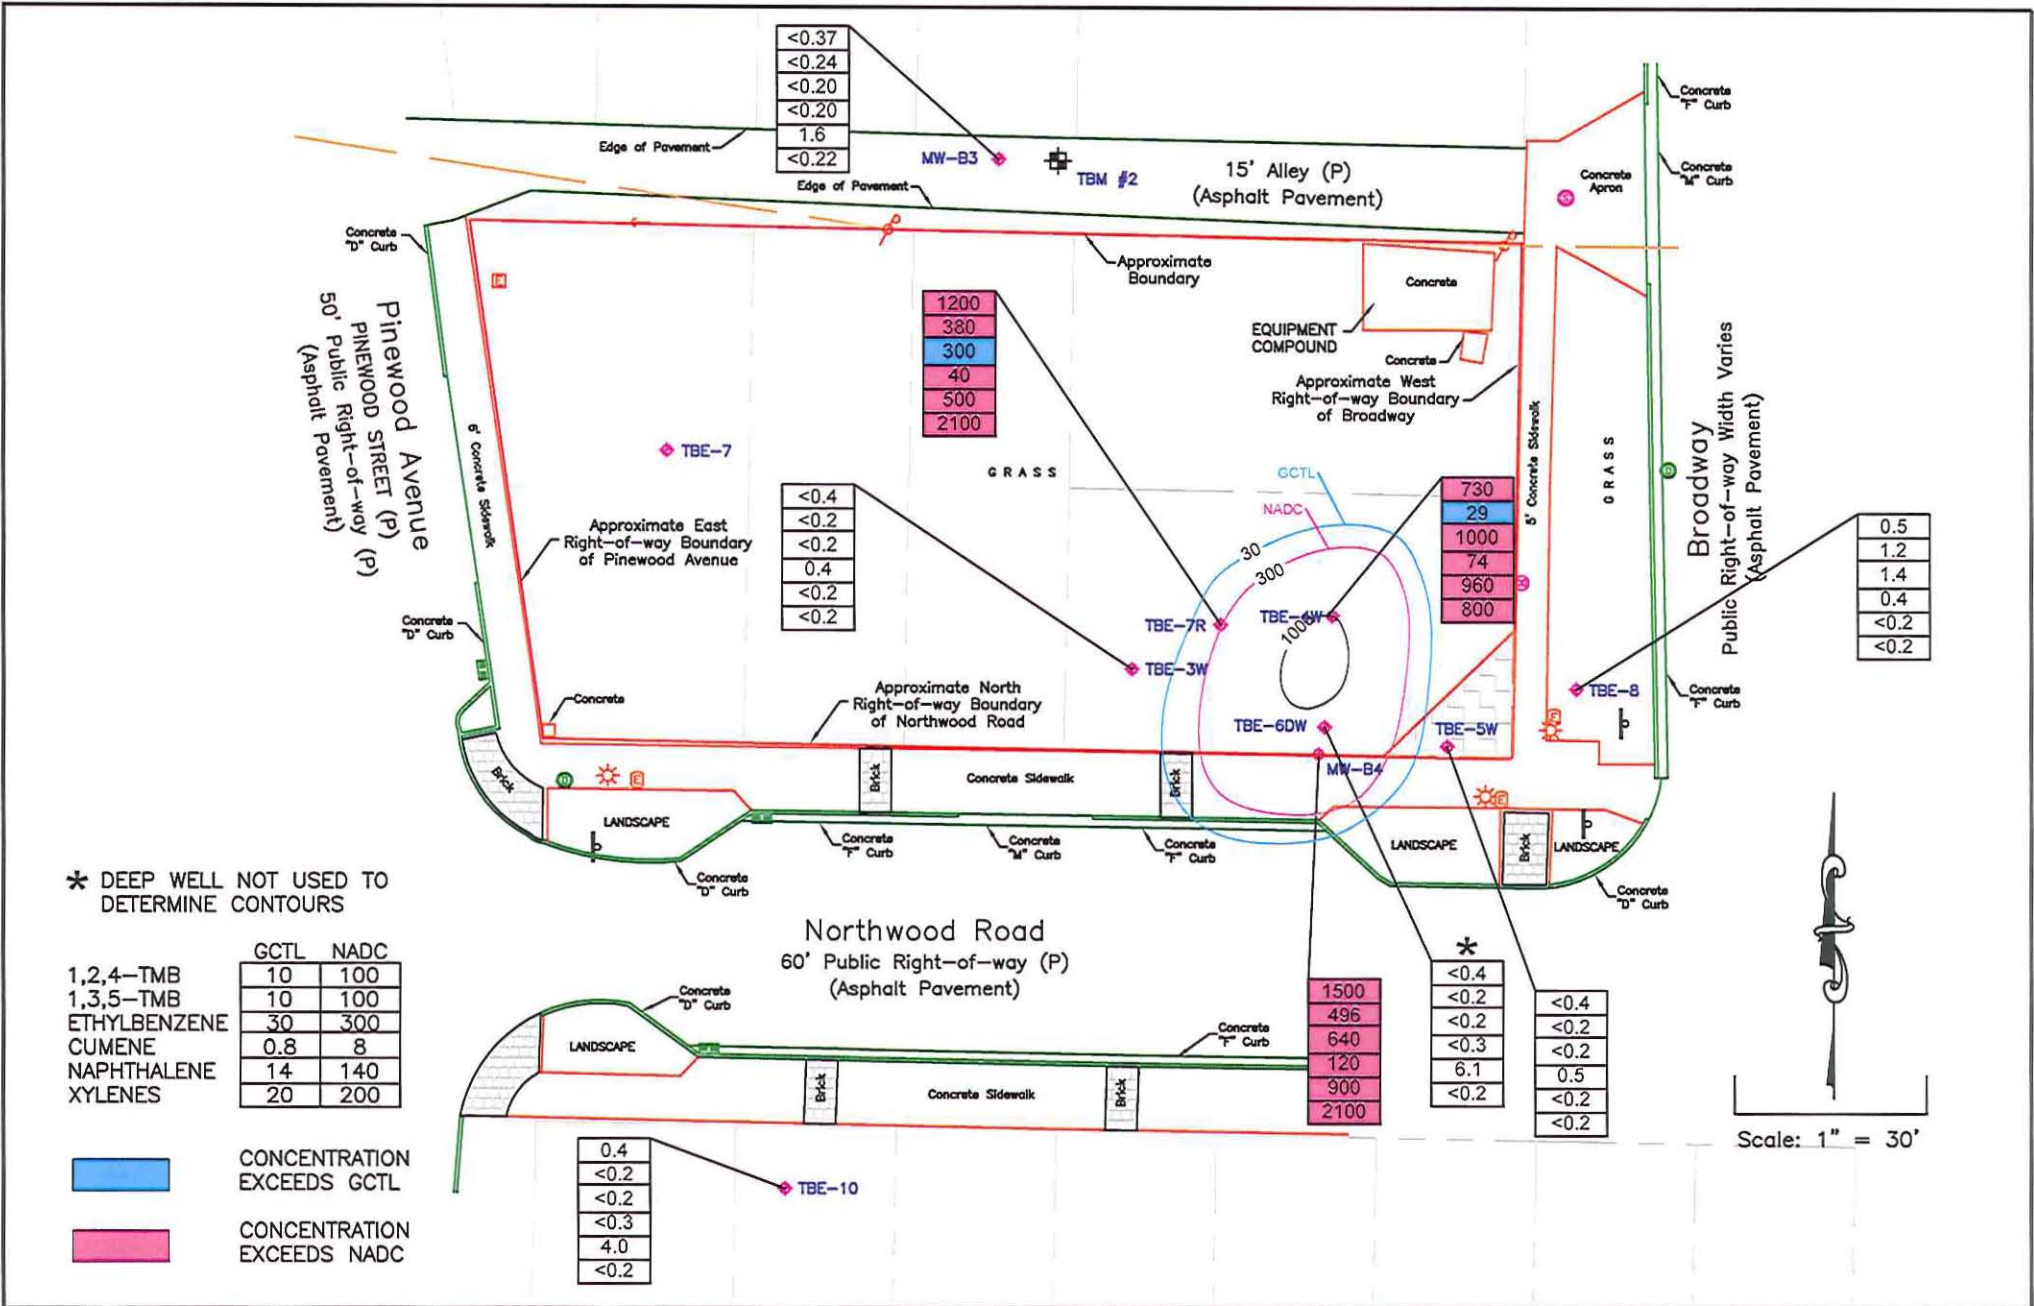 <0.37
<0.24
<0.20
<0.20
1.6
<0.22
Concrete
"F" Curb
Edge of Pavement
MW-B3
TBM #2
15' Alley (P)
(Asphalt Pavement)
Concrete
Apron
Concrete
"M" Curb
Edge of Pavement
Concrete
"D" Curb
E
Approximate
Boundary
Concrete
EQUIPMENT
COMPOUND
Concrete
Approximate West
Right-of-way Boundary
of Broadway
Pinewood Avenue
PINEWOOD STREET (P)
50' Public Right-of-way (P)
(Asphalt Pavement)
6' Concrete Sidewalk
1200
380
300
40
500
2100
TBE-7
GRASS
GCTL
NADC
30
300
1000
730
29
1000
74
960
800
5' Concrete Sidewalk
GRASS
Broadway
Public Right-of-way Width Varies
(Asphalt Pavement)
<0.4
<0.2
<0.2
0.4
<0.2
<0.2
Approximate East
Right-of-way Boundary
of Pinewood Avenue
0.5
1.2
1.4
0.4
<0.2
<0.2
Concrete
"D" Curb
TBE-7R
TBE-4W
TBE-3W
TBE-8
Concrete
"F" Curb
Concrete
Approximate North
Right-of-way Boundary
of Northwood Road
TBE-6DW
TBE-5W
MW-B4
E
Brick
E
Brick
Concrete Sidewalk
Brick
E
LANDSCAPE
Concrete
"F" Curb
Concrete
"M" Curb
Concrete
"F" Curb
LANDSCAPE
Brick
LANDSCAPE
Concrete
"D" Curb
Concrete
"D" Curb
* DEEP WELL NOT USED TO
DETERMINE CONTOURS
Northwood Road
60' Public Right-of-way (P)
(Asphalt Pavement)
GCTL NADC
1,2,4-TMB 10 100
1,3,5-TMB 10 100
ETHYLBENZENE 30 300
CUMENE 0.8 8
NAPHTHALENE 14 140
XYLENES 20 200
Concrete
"D" Curb
LANDSCAPE
Brick
Concrete Sidewalk
Brick
Concrete
"F" Curb
1500
496
640
120
900
2100
*
<0.4
<0.2
<0.2
<0.3
6.1
<0.2
<0.4
<0.2
<0.2
0.5
<0.2
<0.2
Scale: 1" = 30'
CONCENTRATION
EXCEEDS GCTL
CONCENTRATION
EXCEEDS NADC
0.4
<0.2
<0.2
<0.3
4.0
<0.2
TBE-10